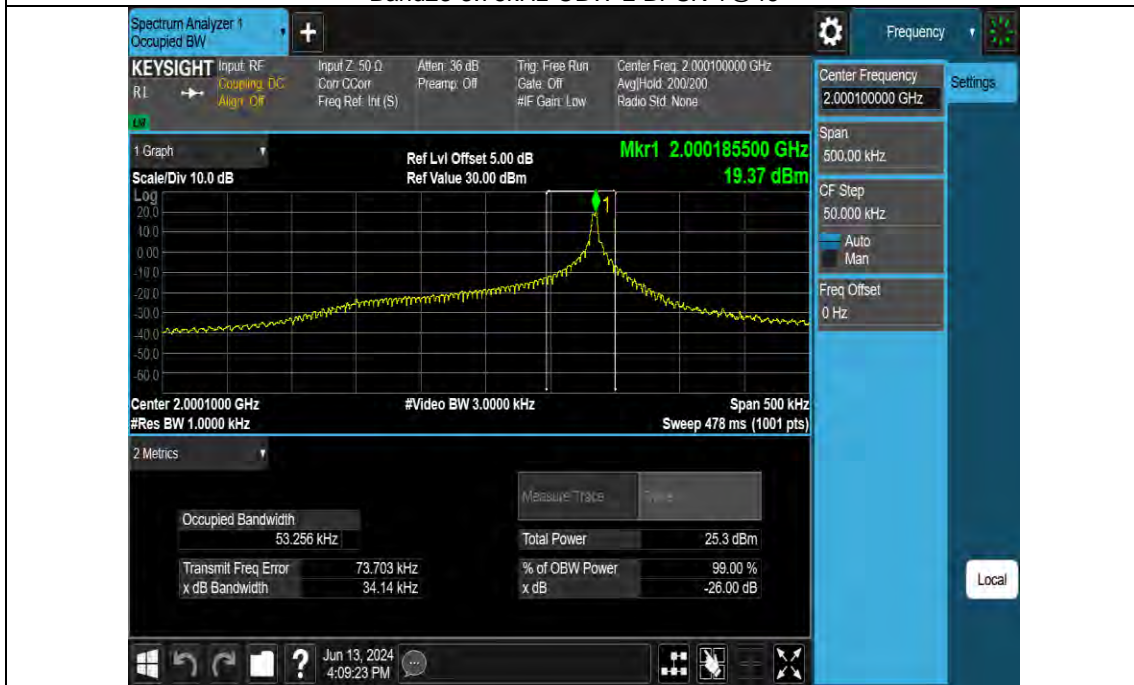 Spectrum Analyzer 1
Occupied BW
+
Frequency
KEYSIGHT
RL
Input: RF
Coupling: DC
Align: Off
Input Z: 50 Ω
Corr CCorr
Freq Ref: Int (S)
Atten: 36 dB
Preamp: Off
Trig: Free Run
Gate: Off
#IF Gain: Low
Center Freq: 2.000100000 GHz
Avg|Hold: 200/200
Radio Std: None
Center Frequency
2.000100000 GHz
Settings
Span
500.00 kHz
CF Step
50.000 kHz
Auto
Man
Freq Offset
0 Hz
Local
1 Graph
Scale/Div 10.0 dB
Ref Lvl Offset 5.00 dB
Ref Value 30.00 dBm
Mkr1 2.000185500 GHz
19.37 dBm
Log
20.0
10.0
0.00
-10.0
-20.0
-30.0
-40.0
-50.0
-60.0
1
Center 2.0001000 GHz
#Video BW 3.0000 kHz
Span 500 kHz
#Res BW 1.0000 kHz
Sweep 478 ms (1001 pts)
2 Metrics
Measure Trace
Occupied Bandwidth
53.256 kHz
Total Power 25.3 dBm
Transmit Freq Error 73.703 kHz
% of OBW Power 99.00 %
x dB Bandwidth 34.14 kHz
x dB -26.00 dB
?
Jun 13, 2024
4:09:23 PM